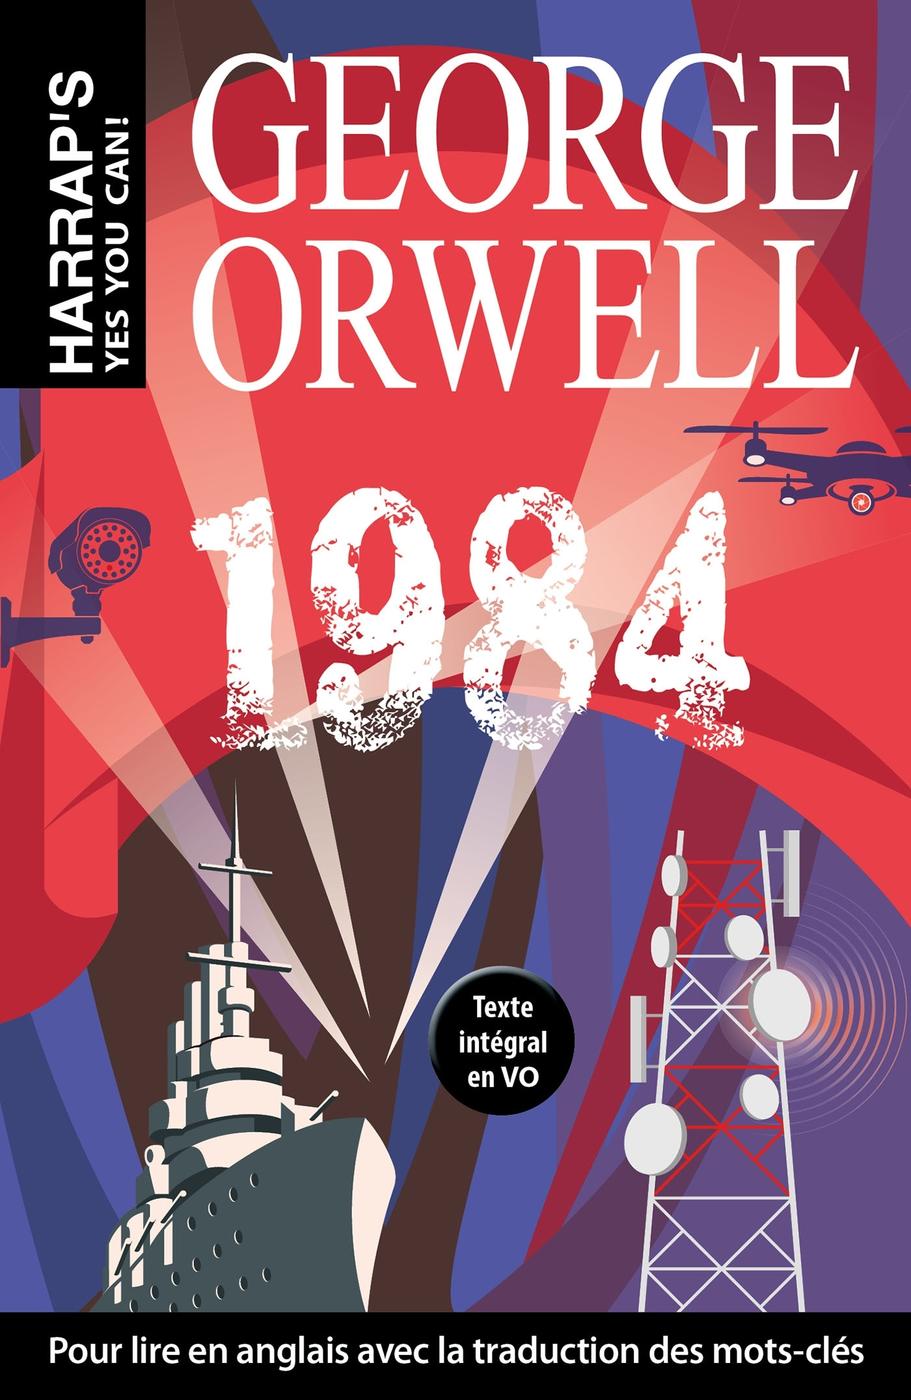 HARRAP'S
YES YOU CAN!
GEORGE
ORWELL
1984
Texte
intégral
en VO
Pour lire en anglais avec la traduction des mots-clés